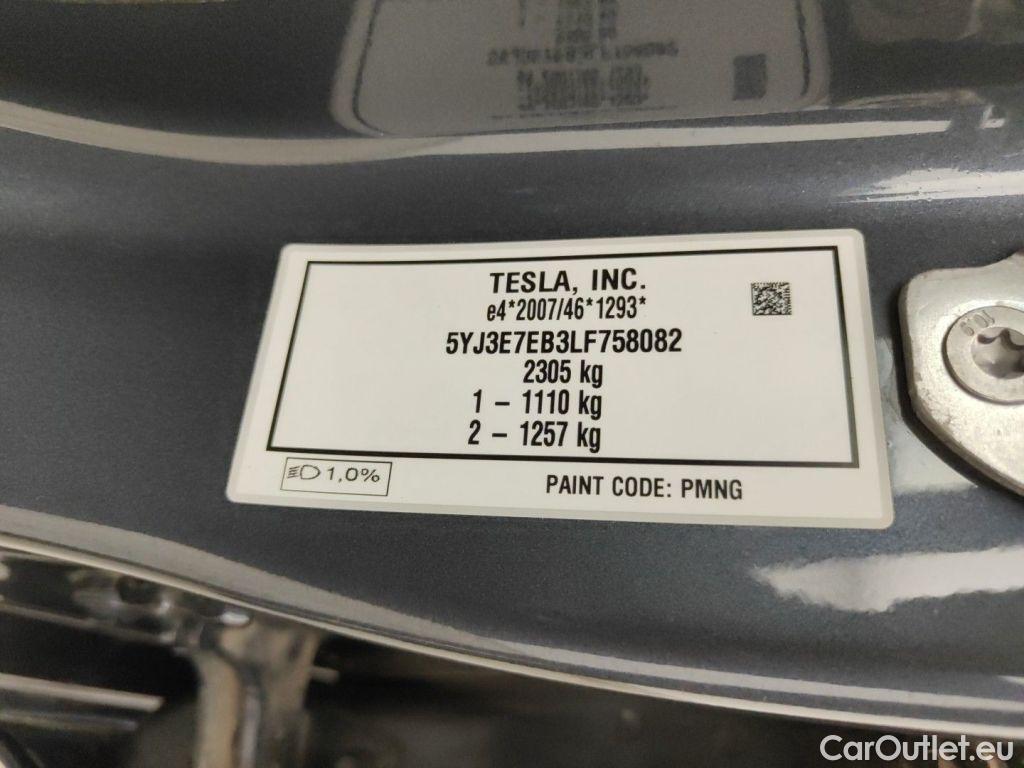 TESLA, INC.
e4*2007/46*1293*
5YJ3E7EB3LF758082
2305 kg
1 – 1110 kg
2 – 1257 kg
1,0%
PAINT CODE: PMNG
CarOutlet.eu